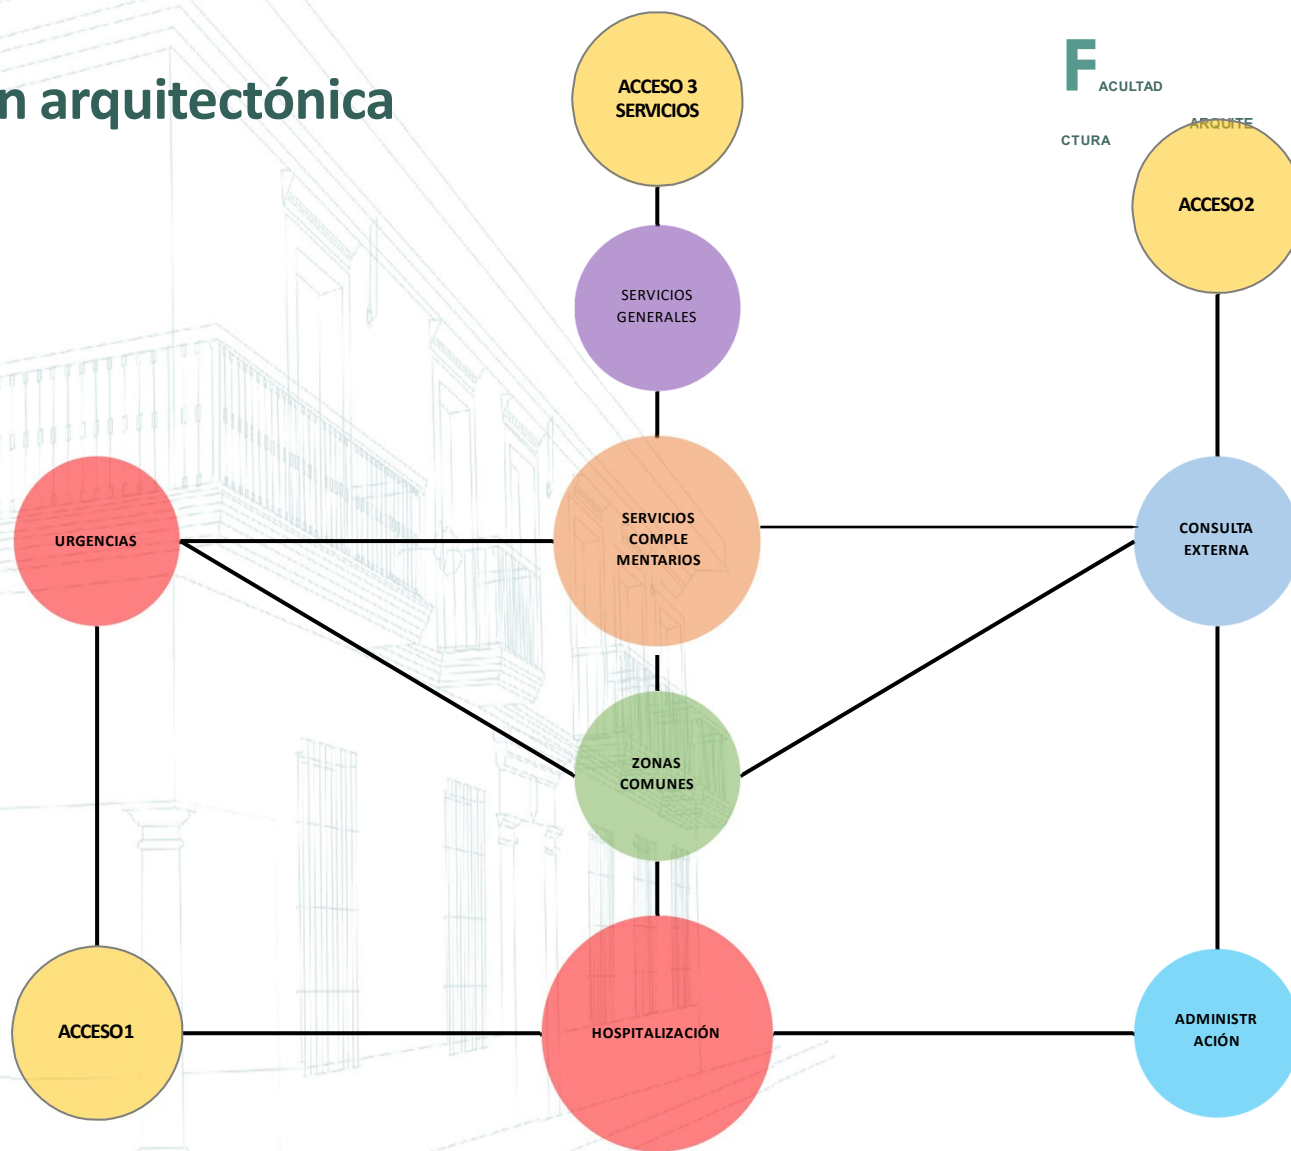 n arquitectónica
FACULTAD
ARQUITE
CTURA
ACCESO 3
SERVICIOS
ACCESO2
SERVICIOS
GENERALES
URGENCIAS
SERVICIOS
COMPLE
MENTARIOS
CONSULTA
EXTERNA
ZONAS
COMUNES
ACCESO1
HOSPITALIZACIÓN
ADMINISTR
ACIÓN